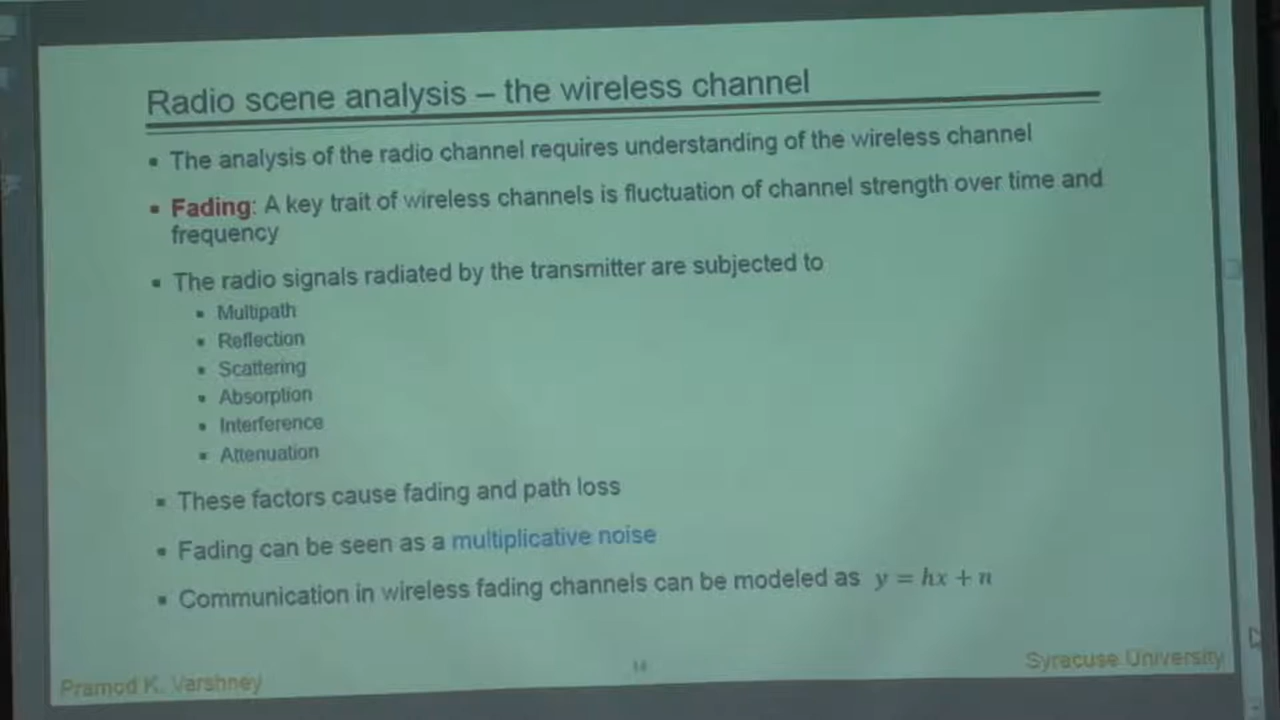 Radio scene analysis – the wireless channel
▪ The analysis of the radio channel requires understanding of the wireless channel
▪ Fading: A key trait of wireless channels is fluctuation of channel strength over time and
frequency
▪ The radio signals radiated by the transmitter are subjected to
▪ Multipath
▪ Reflection
▪ Scattering
▪ Absorption
▪ Interference
▪ Attenuation
▪ These factors cause fading and path loss
▪ Fading can be seen as a multiplicative noise
▪ Communication in wireless fading channels can be modeled as y = hx + n
Pramod K. Varshney
14
Syracuse University